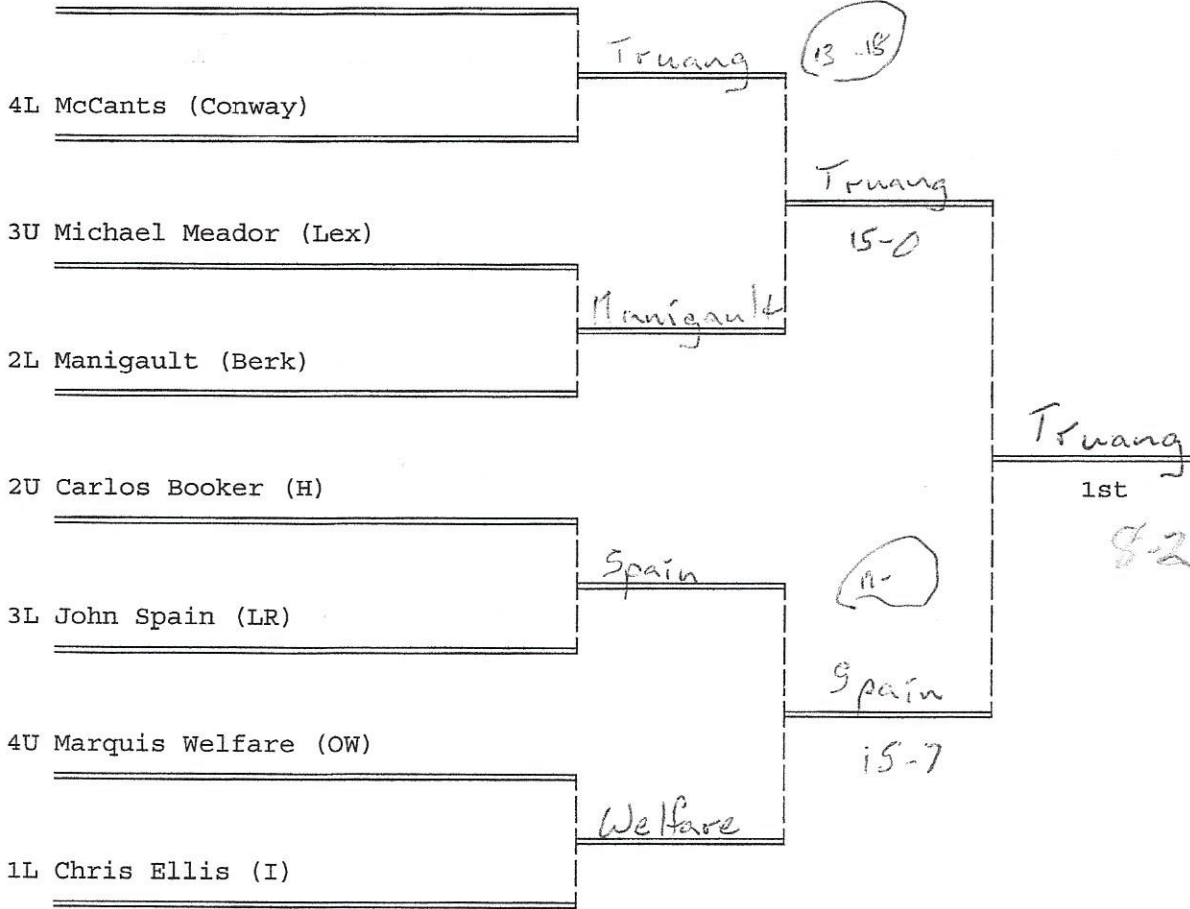 Truang
13-18
4L McCants (Conway)
Truang
15-0
3U Michael Meador (Lex)
Manigault
2L Manigault (Berk)
Truang
1st
8-2
2U Carlos Booker (H)
Spain
3L John Spain (LR)
Spain
15-7
4U Marquis Welfare (OW)
Welfare
1L Chris Ellis (I)